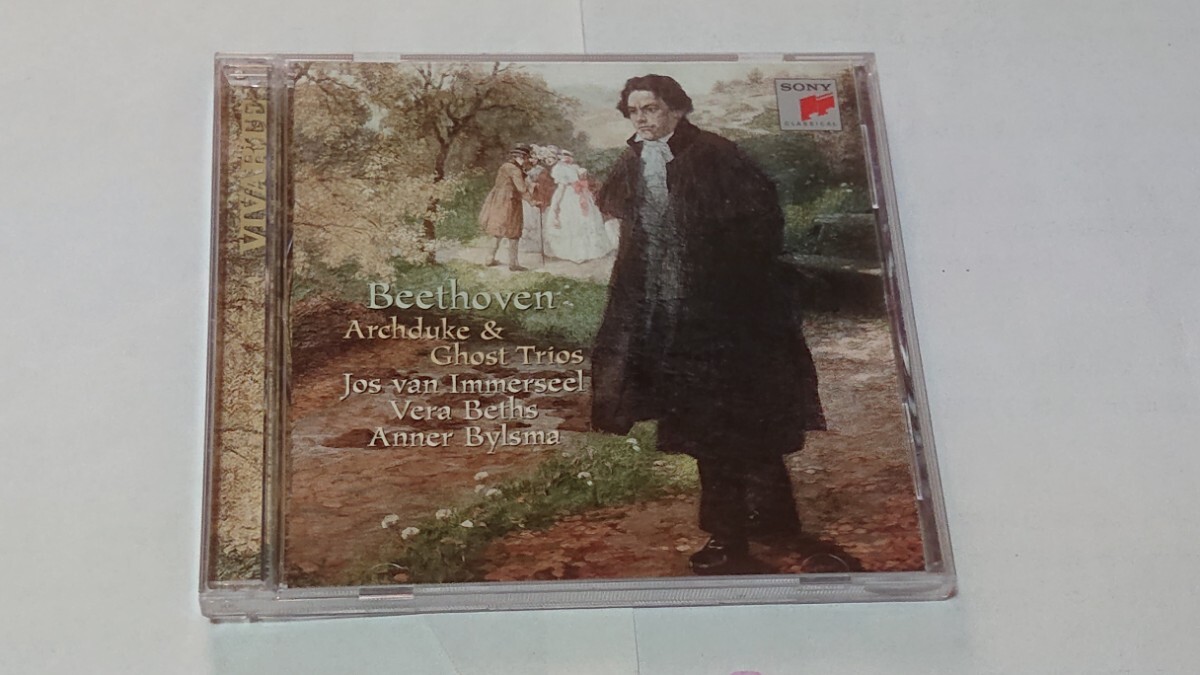 VIVARTE
SONY
CLASSICAL
Beethoven
Archduke &
Ghost Trios
Jos van Immerseel
Vera Beths
Anner Bylsma